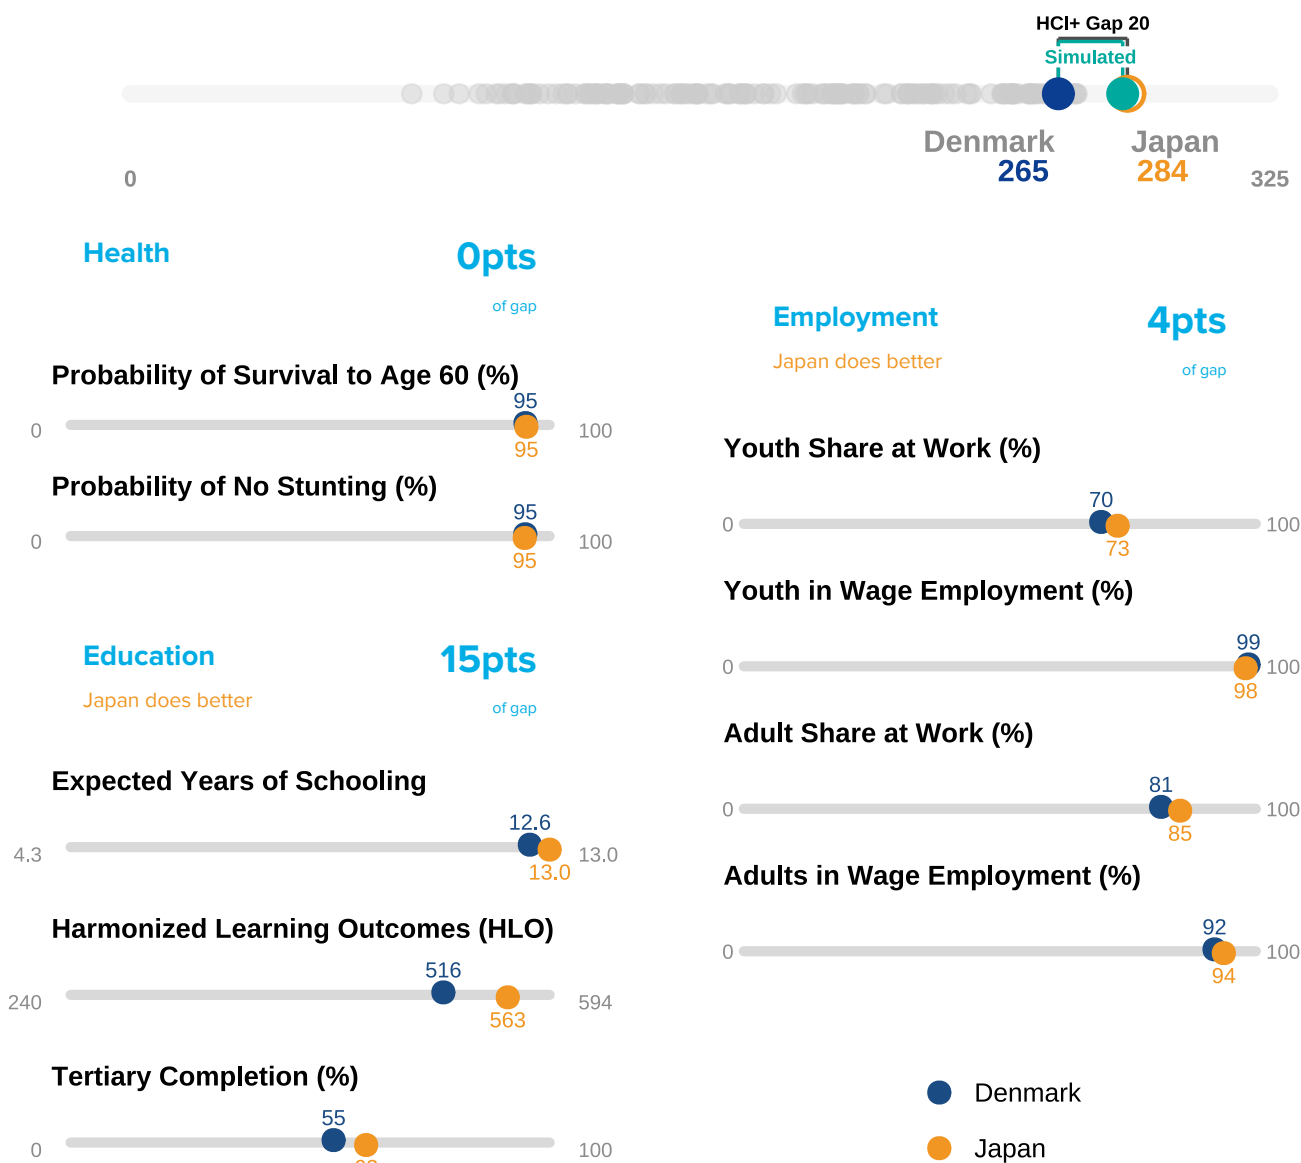 HCI+ Gap 20
Simulated
Denmark
265
Japan
284
0
325
Health
0pts
of gap
Probability of Survival to Age 60 (%)
95
0
100
95
Probability of No Stunting (%)
95
0
100
95
Education
15pts
Japan does better
of gap
Expected Years of Schooling
12.6
4.3
13.0
13.0
Harmonized Learning Outcomes (HLO)
516
240
594
563
Tertiary Completion (%)
55
0
100
Employment
4pts
Japan does better
of gap
Youth Share at Work (%)
70
0
100
73
Youth in Wage Employment (%)
99
0
100
98
Adult Share at Work (%)
81
0
100
85
Adults in Wage Employment (%)
92
0
100
94
Denmark
Japan